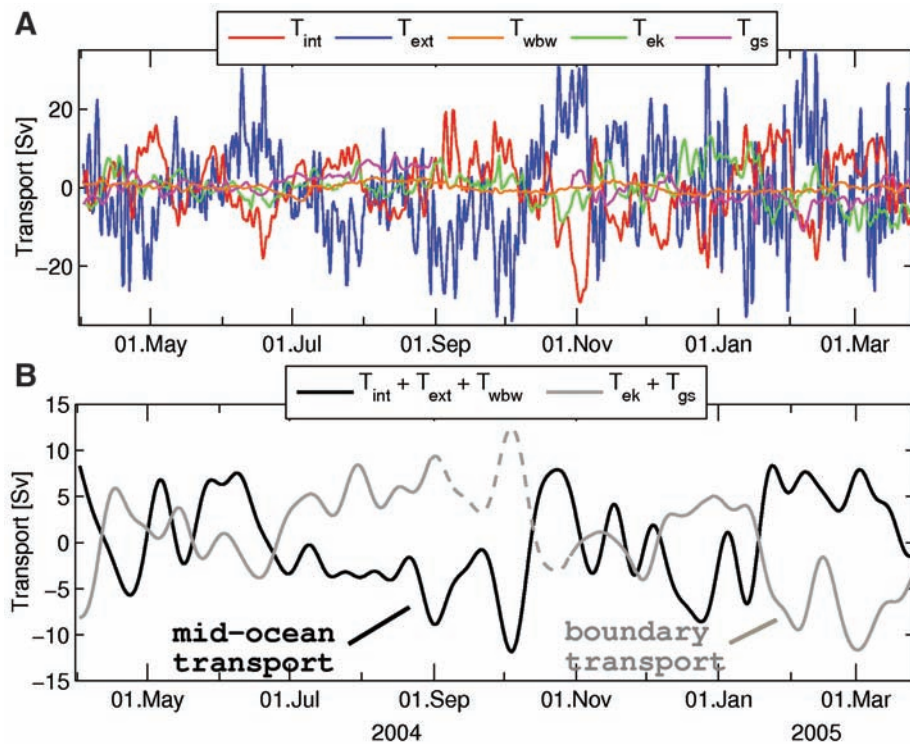 A
T_int T_ext T_wbw T_ek T_gs
Transport [Sv]
20
0
−20
01.May 01.Jul 01.Sep 01.Nov 01.Jan 01.Mar
B
T_int + T_ext + T_wbw T_ek + T_gs
Transport [Sv]
15
10
5
0
−5
−10
−15
mid-ocean
transport
boundary
transport
01.May 01.Jul 01.Sep 01.Nov 01.Jan 01.Mar
2004 2005